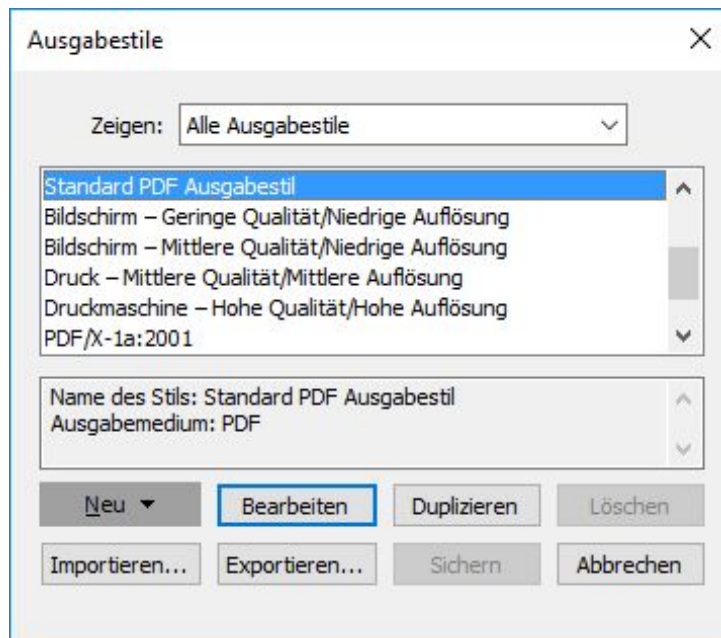 Ausgabestile
Zeigen: Alle Ausgabestile
Standard PDF Ausgabestil
Bildschirm – Geringe Qualität/Niedrige Auflösung
Bildschirm – Mittlere Qualität/Niedrige Auflösung
Druck – Mittlere Qualität/Mittlere Auflösung
Druckmaschine – Hohe Qualität/Hohe Auflösung
PDF/X-1a:2001
Name des Stils: Standard PDF Ausgabestil
Ausgabemedium: PDF
Neu Bearbeiten Duplizieren Löschen
Importieren... Exportieren... Sichern Abbrechen